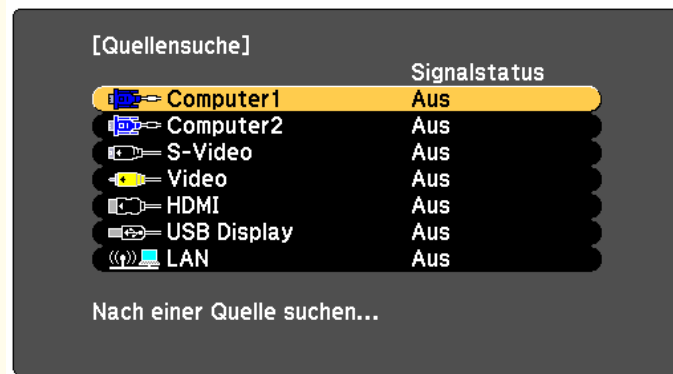 [Quellensuche]
Signalstatus
Computer1 Aus
Computer2 Aus
S-Video Aus
Video Aus
HDMI Aus
USB Display Aus
LAN Aus
Nach einer Quelle suchen...